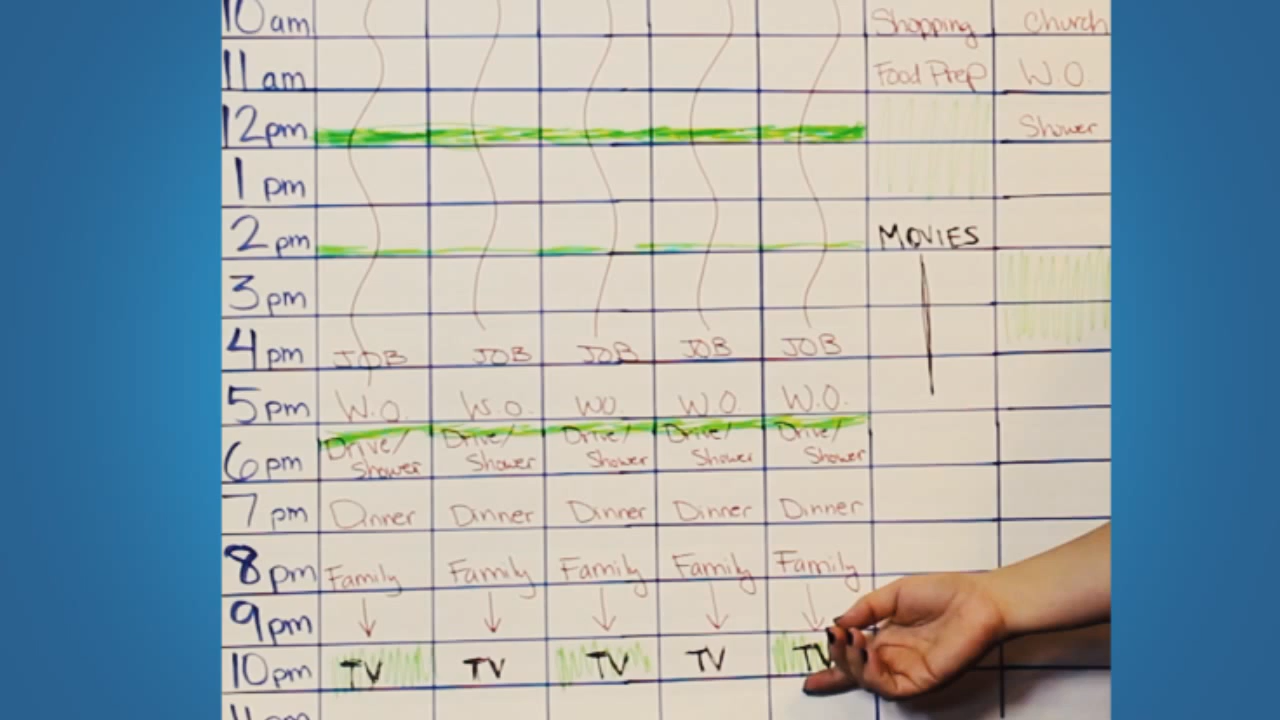 10am Shopping Church
11am Food Prep W.O.
12pm Shower
1pm
2pm MOVIES
3pm
4pm JOB JOB JOB JOB JOB
5pm W.O. W.O. WO W.O. W.O.
Drive/ Drive/ Drive/ Drive/ Drive/
6pm Shower Shower Shower Shower Shower
7pm Dinner Dinner Dinner Dinner Dinner
8pm Family Family Family Family Family
9pm
10pm TV TV TV TV TV